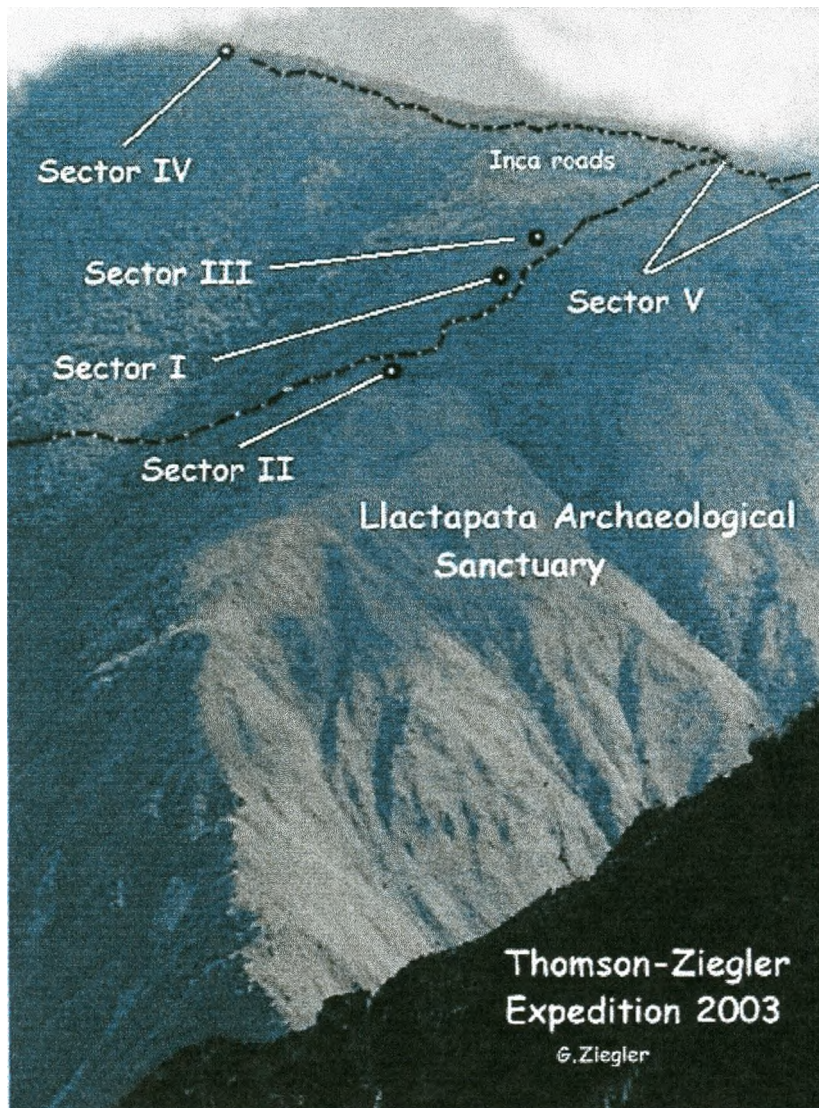 Sector IV
Inca roads
Sector III
Sector V
Sector I
Sector II
Llactapata Archaeological
Sanctuary
Thomson-Ziegler
Expedition 2003
G.Ziegler